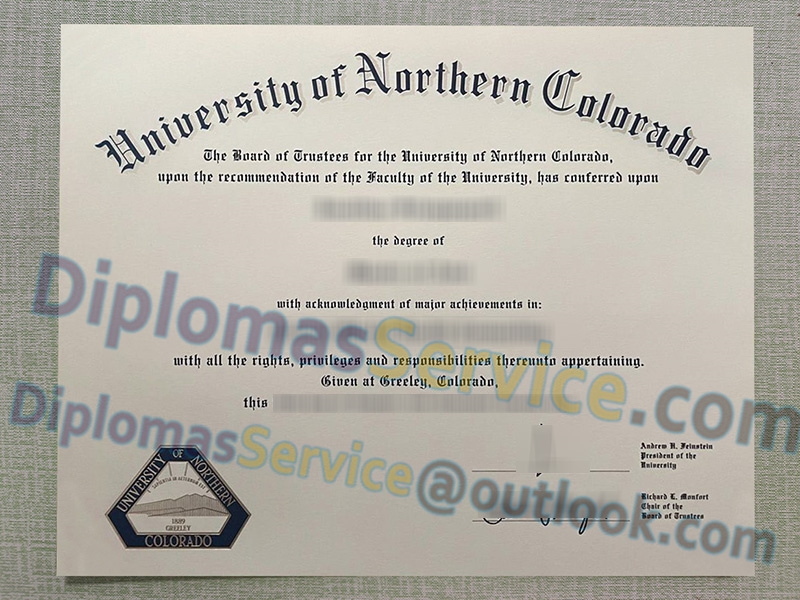 University of Northern Colorado
The Board of Trustees for the University of Northern Colorado,
upon the recommendation of the Faculty of the University, has conferred upon
the degree of
with acknowledgment of major achievements in:
DiplomasService.com
with all the rights, privileges and responsibilities thereunto appertaining.
Given at Greeley, Colorado,
this
DiplomasService@outlook.com
Andrew H. Feinstein
President of the
University
Richard L. Monfort
Chair of the
Board of Trustees
UNIVERSITY OF NORTHERN
1889
GREELEY
COLORADO